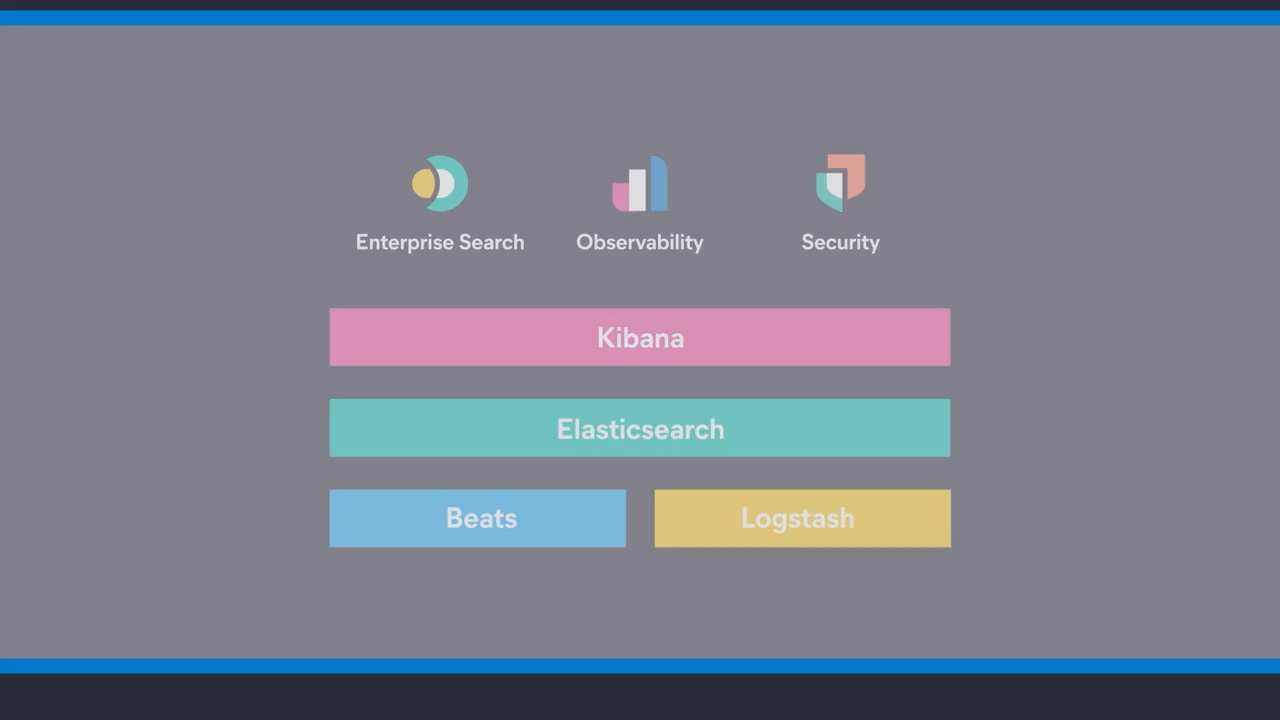 Enterprise Search
Observability
Security
Kibana
Elasticsearch
Beats
Logstash